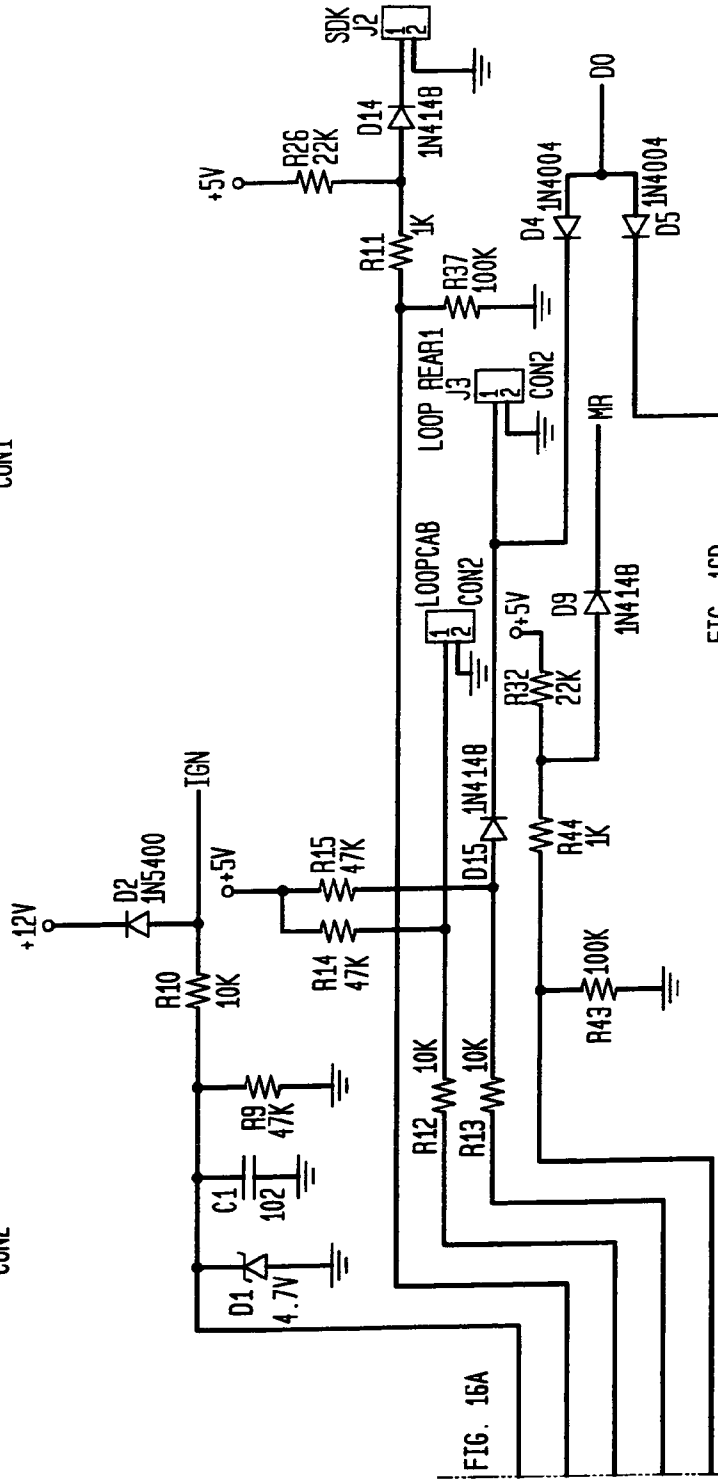 CON2
CON1
+12V
D2
1N5400
IGN
R10
10K
R9
47K
C1
102
D1
4.7V
+5V
R15
47K
R14
47K
+5V
R26
22K
SDK
J2
1
2
D14
1N4148
R11
1K
R37
100K
LOOP REAR1
J3
1
2
CON2
LOOPCAB
1
2
CON2
R12
10K
R13
10K
D15
1N4148
D4
1N4004
D5
1N4004
DO
+5V
R32
22K
D9
1N4148
MR
R44
1K
R43
100K
FIG. 16A